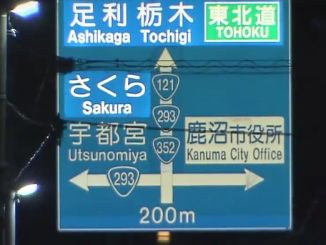 足利 栃木
Ashikaga Tochigi
東北道
TOHOKU
さくら
Sakura
121
293
352
宇都宮
Utsunomiya
鹿沼市役所
Kanuma City Office
293
200m